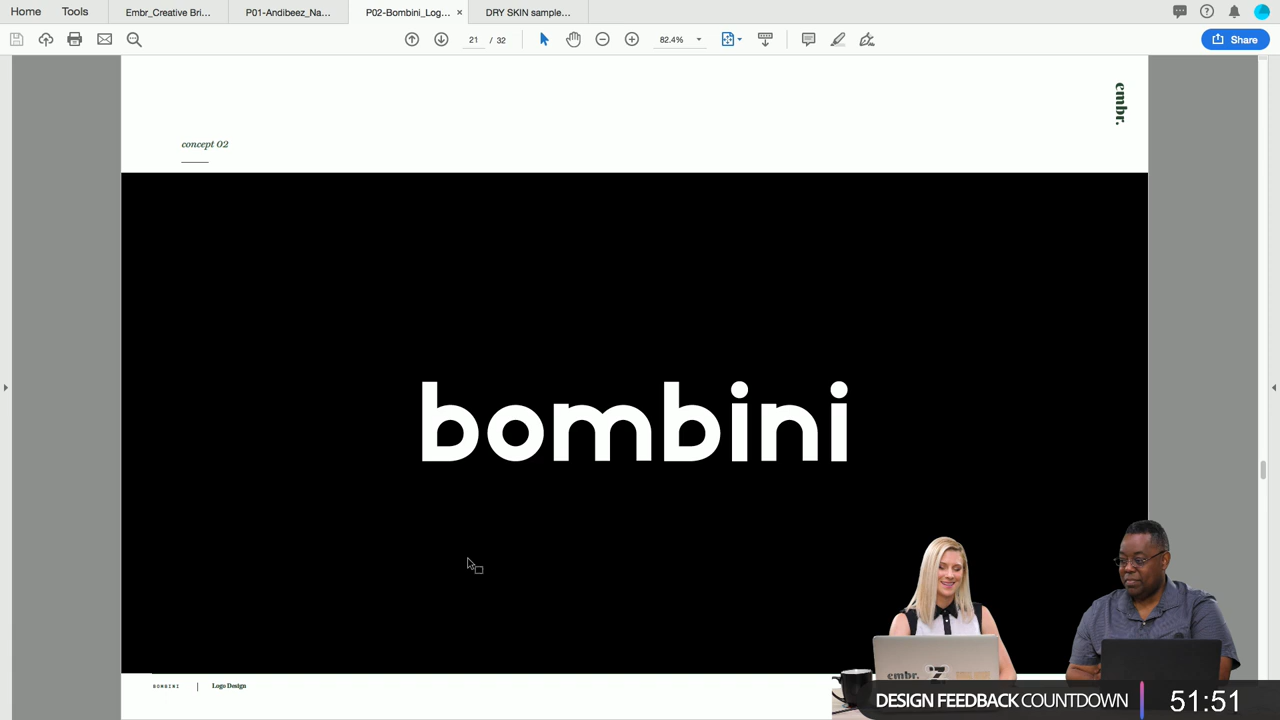 Home Tools Embr_Creative Bri... P01-Andibeez_Na... P02-Bombini_Log... × DRY SKIN sample...
21 / 32 82.4% Share
embr.
concept 02
bombini
BOMBINI | Logo Design
embr.
DESIGN FEEDBACK COUNTDOWN 51:51